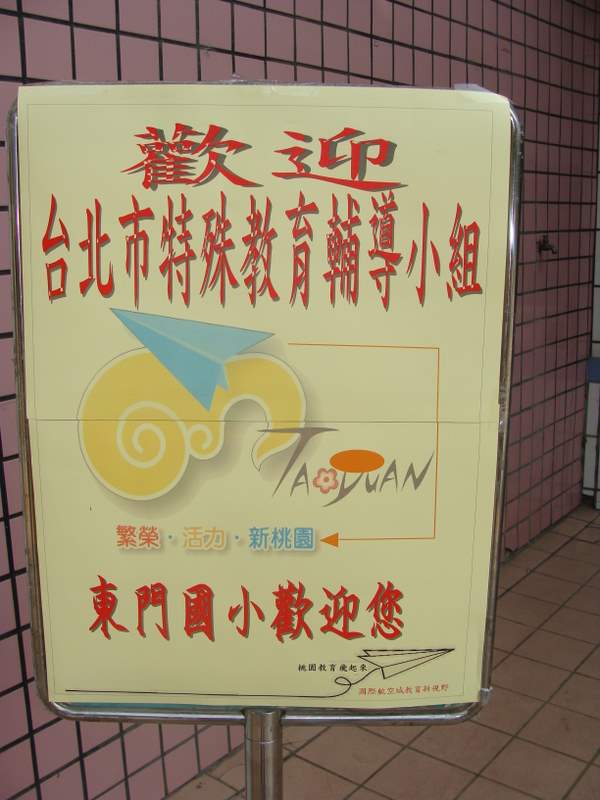 歡迎
台北市特殊教育輔導小組
TAOYUAN
繁榮·活力·新桃園
東門國小歡迎您
桃園教育飛起來
國際航空城教育新視野